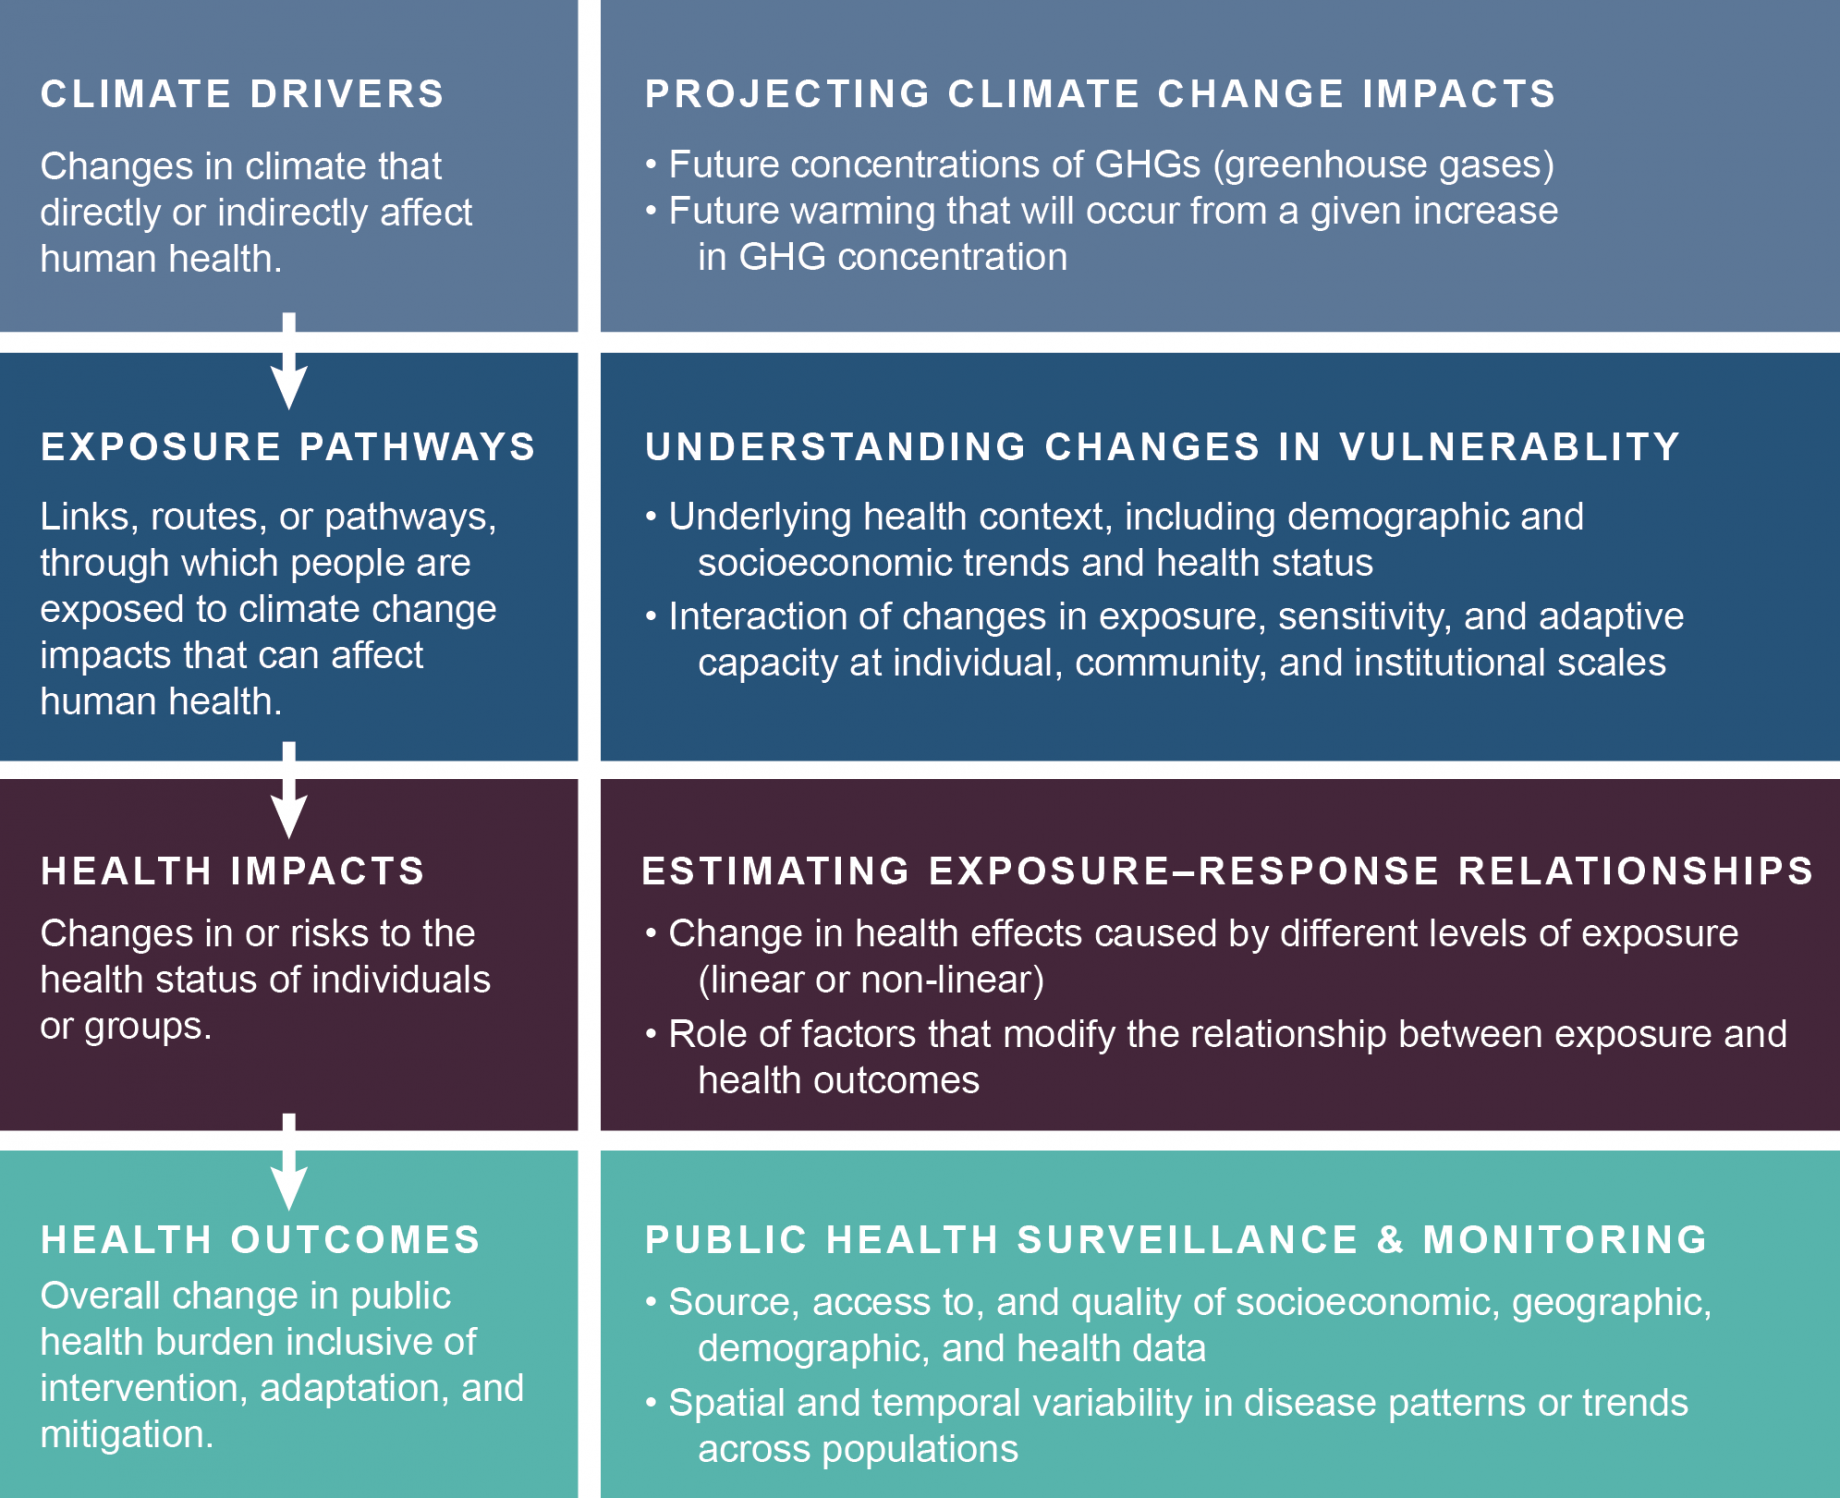 CLIMATE DRIVERS
Changes in climate that
directly or indirectly affect
human health.
PROJECTING CLIMATE CHANGE IMPACTS
• Future concentrations of GHGs (greenhouse gases)
• Future warming that will occur from a given increase
in GHG concentration
EXPOSURE PATHWAYS
Links, routes, or pathways,
through which people are
exposed to climate change
impacts that can affect
human health.
UNDERSTANDING CHANGES IN VULNERABLITY
• Underlying health context, including demographic and
socioeconomic trends and health status
• Interaction of changes in exposure, sensitivity, and adaptive
capacity at individual, community, and institutional scales
HEALTH IMPACTS
Changes in or risks to the
health status of individuals
or groups.
ESTIMATING EXPOSURE–RESPONSE RELATIONSHIPS
• Change in health effects caused by different levels of exposure
(linear or non-linear)
• Role of factors that modify the relationship between exposure and
health outcomes
HEALTH OUTCOMES
Overall change in public
health burden inclusive of
intervention, adaptation, and
mitigation.
PUBLIC HEALTH SURVEILLANCE & MONITORING
• Source, access to, and quality of socioeconomic, geographic,
demographic, and health data
• Spatial and temporal variability in disease patterns or trends
across populations